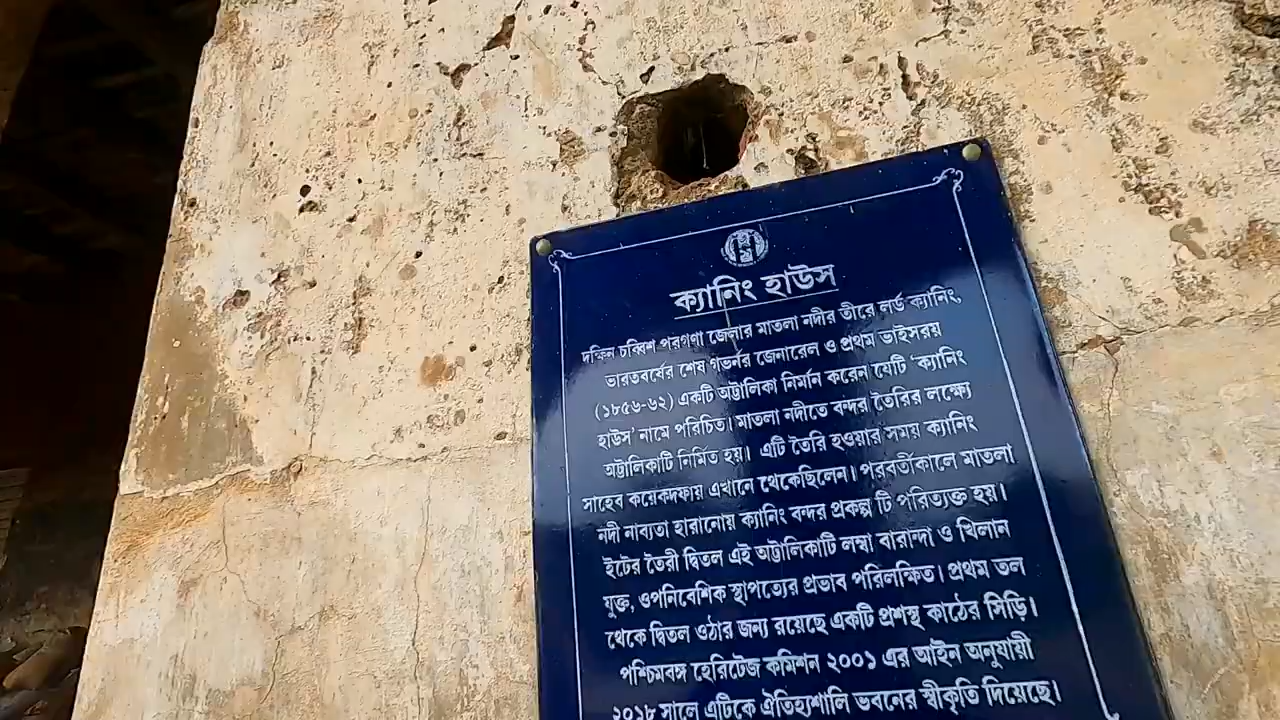 ক্যানিং হাউস
দক্ষিন চব্বিশ পরগণা জেলার মাতলা নদীর তীরে লর্ড ক্যানিং,
ভারতবর্ষের শেষ গভর্নর জেনারেল ও প্রথম ভাইসরয়
(১৮৫৬-৬২) একটি অট্টালিকা নির্মান করেন যেটি 'ক্যানিং
হাউস' নামে পরিচিত। মাতলা নদীতে বন্দর তৈরির লক্ষ্যে
অট্টালিকাটি নির্মিত হয়। এটি তৈরি হওয়ার সময় ক্যানিং
সাহেব কয়েকদফায় এখানে থেকেছিলেন। পরবর্তীকালে মাতলা
নদী নাব্যতা হারানোয় ক্যানিং বন্দর প্রকল্প টি পরিত্যক্ত হয়।
ইটের তৈরী দ্বিতল এই অট্টালিকাটি লম্বা বারান্দা ও খিলান
যুক্ত, ওপনিবেশিক স্থাপত্যের প্রভাব পরিলক্ষিত। প্রথম তল
থেকে দ্বিতল ওঠার জন্য রয়েছে একটি প্রশস্থ কাঠের সিঁড়ি।
পশ্চিমবঙ্গ হেরিটেজ কমিশন ২০০১ এর আইন অনুযায়ী
২০১৮ সালে এটিকে ঐতিহ্যশালি ভবনের স্বীকৃতি দিয়েছে।